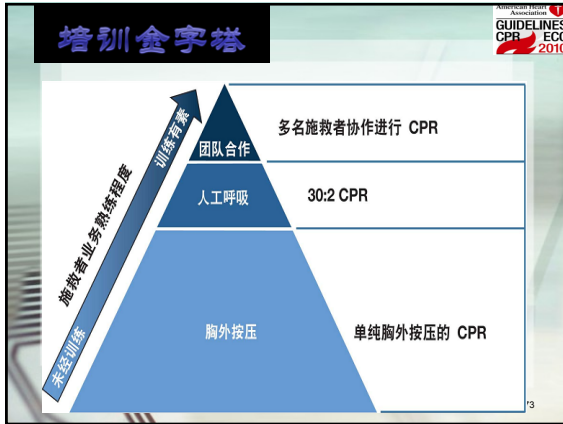 培训金字塔
American Heart
Association
GUIDELINES
CPR ECC
2010
训练有素
施救者业务熟练程度
未经训练
团队合作
多名施救者协作进行 CPR
人工呼吸
30:2 CPR
胸外按压
单纯胸外按压的 CPR
73